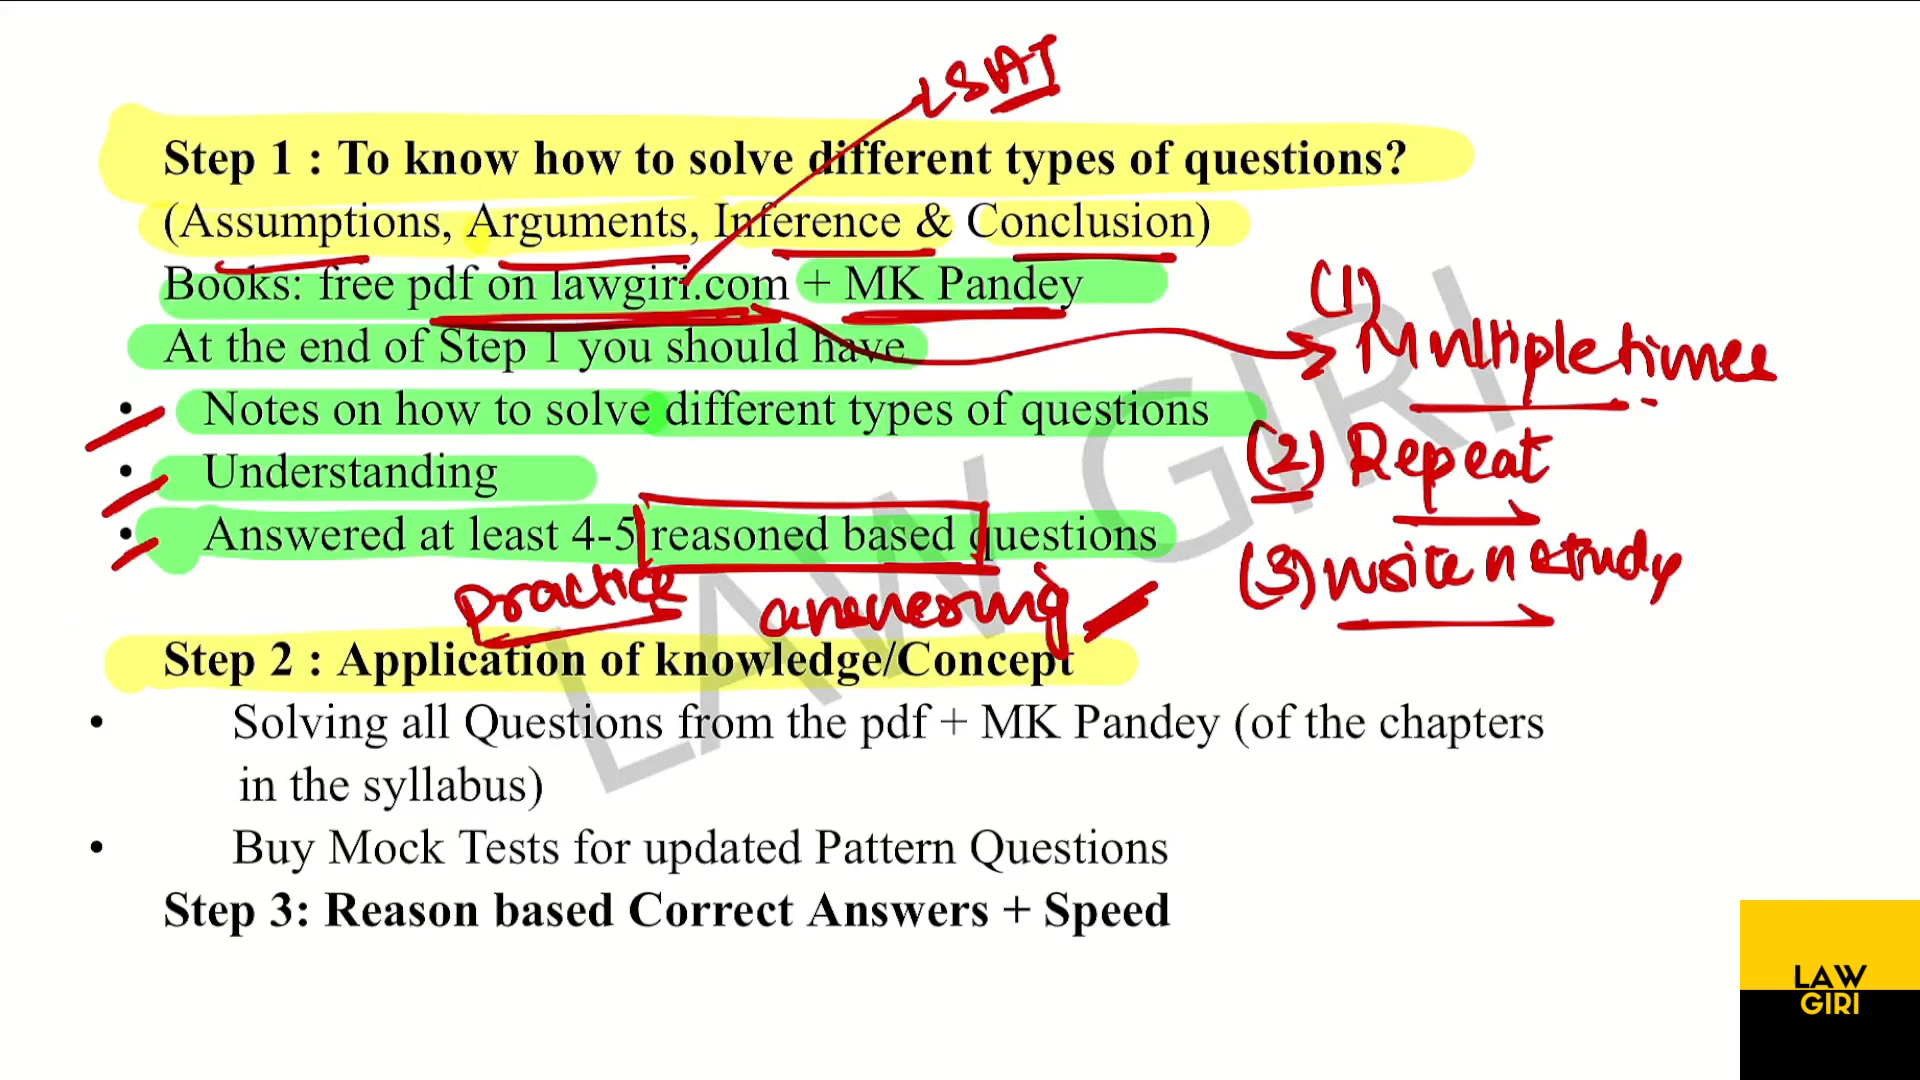 LSAT
Step 1 : To know how to solve different types of questions?
(Assumptions, Arguments, Inference & Conclusion)
Books: free pdf on lawgiri.com + MK Pandey
(1) Multiple times
At the end of Step 1 you should have
• Notes on how to solve different types of questions
(2) Repeat
• Understanding
• Answered at least 4-5 reasoned based questions
(3) Write n study
practice answering
Step 2 : Application of knowledge/Concept
• Solving all Questions from the pdf + MK Pandey (of the chapters
in the syllabus)
• Buy Mock Tests for updated Pattern Questions
Step 3: Reason based Correct Answers + Speed
LAW GIRI
LAW
GIRI